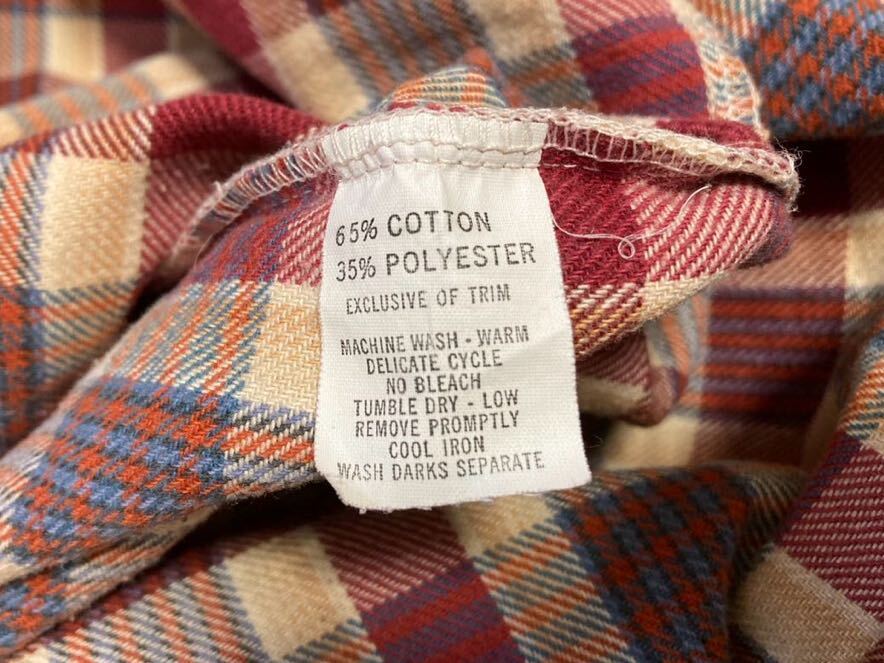 65% COTTON
35% POLYESTER
EXCLUSIVE OF TRIM
MACHINE WASH - WARM
DELICATE CYCLE
NO BLEACH
TUMBLE DRY - LOW
REMOVE PROMPTLY
COOL IRON
WASH DARKS SEPARATE